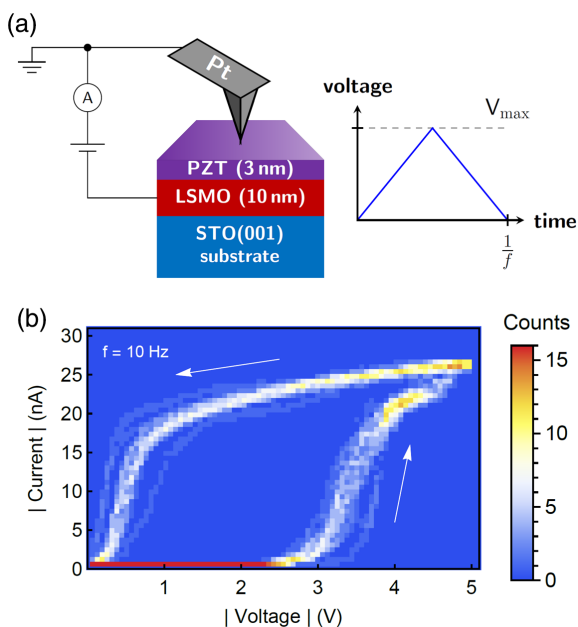 (a)
Pt
A
PZT (3 nm)
LSMO (10 nm)
STO(001)
substrate
voltage
Vmax
time
1/f
(b)
f = 10 Hz
| Current | (nA)
30
25
20
15
10
5
0
1
2
3
4
5
| Voltage | (V)
Counts
15
10
5
0